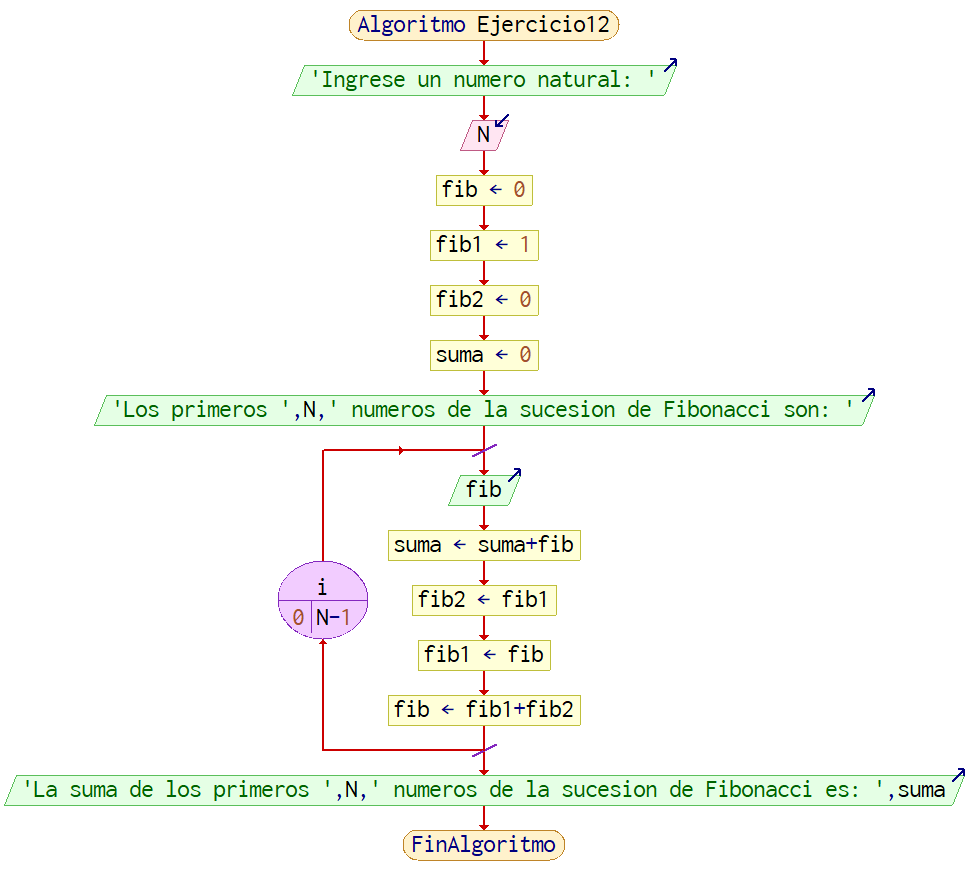 Algoritmo Ejercicio12
'Ingrese un numero natural: '
N
fib ← 0
fib1 ← 1
fib2 ← 0
suma ← 0
'Los primeros ',N,' numeros de la sucesion de Fibonacci son: '
fib
suma ← suma+fib
i
0 N-1
fib2 ← fib1
fib1 ← fib
fib ← fib1+fib2
'La suma de los primeros ',N,' numeros de la sucesion de Fibonacci es: ',suma
FinAlgoritmo